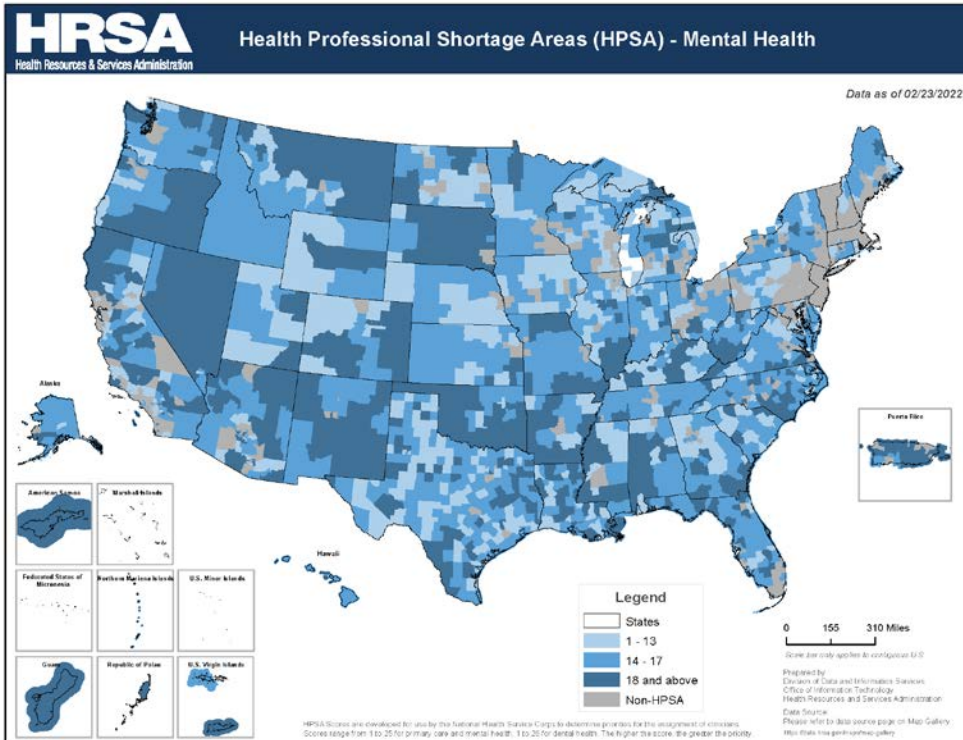 HRSA
Health Resources & Services Administration
Health Professional Shortage Areas (HPSA) - Mental Health
Data as of 02/23/2022
Alaska
Puerto Rico
American Samoa
Marshall Islands
Hawaii
Federated States of
Micronesia
Northern Mariana Islands
U.S. Minor Islands
Guam
Republic of Palau
U.S. Virgin Islands
Legend
States
1 - 13
14 - 17
18 and above
Non-HPSA
0 155 310 Miles
Scale bar only applies to contiguous U.S
Prepared by
Division of Data and Information Services
Office of Information Technology
Health Resources and Services Administration
Data Source:
Please refer to data source page on Map Gallery
HPSA Scores are developed for use by the National Health Service Corps to determine priorities for the assignment of clinicians.
Scores range from 1 to 25 for primary care and mental health, 1 to 26 for dental health. The higher the score, the greater the priority.